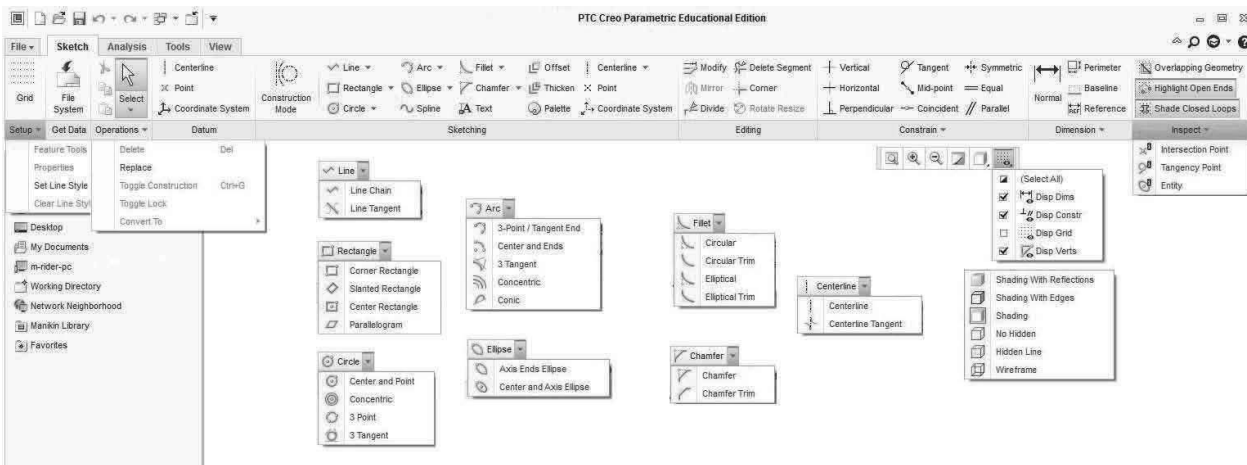 PTC Creo Parametric Educational Edition
File Sketch Analysis Tools View
Centerline Line Arc Fillet Offset Centerline Modify Delete Segment Vertical Tangent Symmetric Perimeter Overlapping Geometry
Point Rectangle Ellipse Chamfer Thicken Point Mirror Corner Horizontal Mid-point Equal Baseline Highlight Open Ends
Coordinate System Circle Spline Text Palette Coordinate System Divide Rotate Resize Perpendicular Coincident Parallel Reference Shade Closed Loops
Grid File System Select Construction Mode Normal
Setup Get Data Operations Datum Sketching Editing Constrain Dimension Inspect
Feature Tools
Properties
Set Line Style
Clear Line Styl
Delete Del
Replace
Toggle Construction Ctrl+G
Toggle Lock
Convert To
Desktop
My Documents
m-rider-pc
Working Directory
Network Neighborhood
Manikin Library
Favorites
Line
Line Chain
Line Tangent
Rectangle
Corner Rectangle
Slanted Rectangle
Center Rectangle
Parallelogram
Circle
Center and Point
Concentric
3 Point
3 Tangent
Arc
3-Point / Tangent End
Center and Ends
3 Tangent
Concentric
Conic
Ellipse
Axis Ends Ellipse
Center and Axis Ellipse
Fillet
Circular
Circular Trim
Elliptical
Elliptical Trim
Chamfer
Chamfer
Chamfer Trim
Centerline
Centerline
Centerline Tangent
(Select All)
Disp Dims
Disp Constr
Disp Grid
Disp Verts
Shading With Reflections
Shading With Edges
Shading
No Hidden
Hidden Line
Wireframe
Intersection Point
Tangency Point
Entity